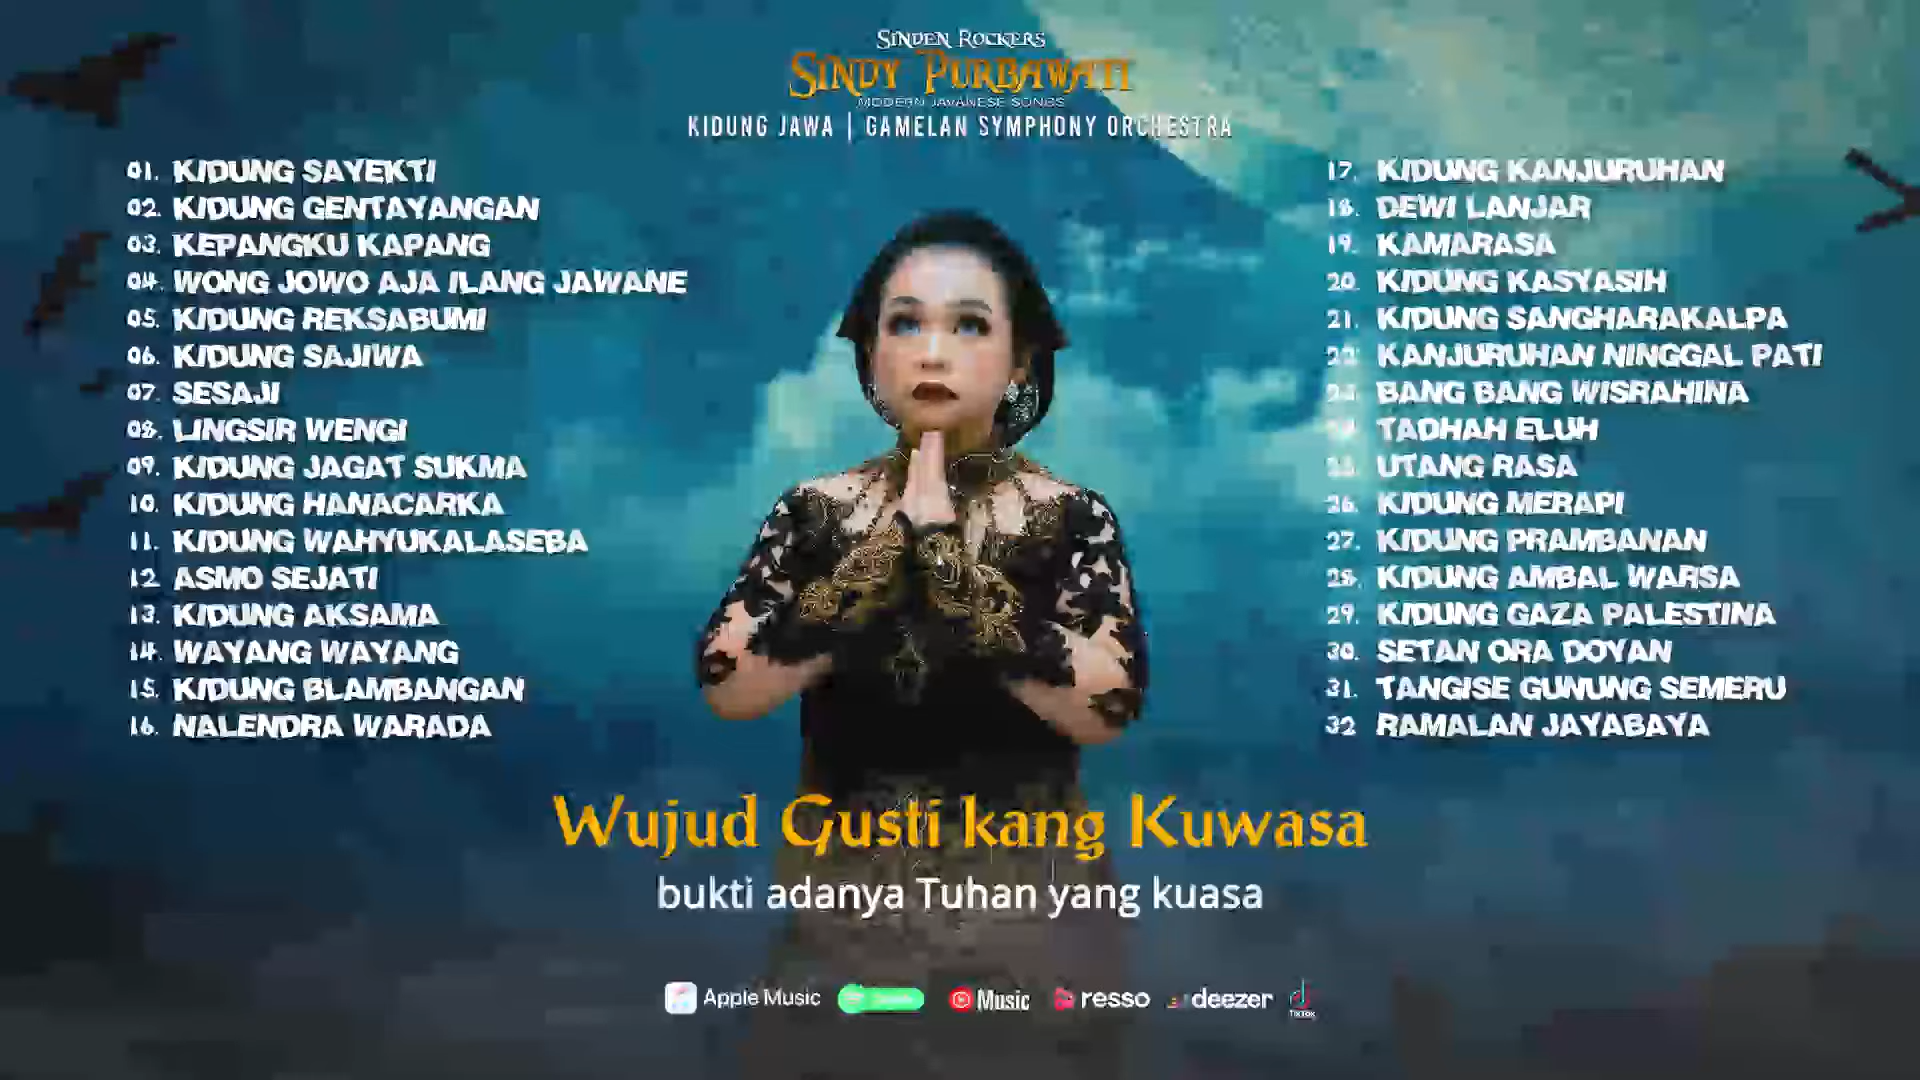 SINDEN ROCKERS
SINDY PURBAWATI
MODERN JAVANESE SONGS
KIDUNG JAWA | GAMELAN SYMPHONY ORCHESTRA
01. KIDUNG SAYEKTI
02. KIDUNG GENTAYANGAN
03. KEPANGKU KAPANG
04. WONG JOWO AJA ILANG JAWANE
05. KIDUNG REKSABUMI
06. KIDUNG SAJIWA
07. SESAJI
08. LINGSIR WENGI
09. KIDUNG JAGAT SUKMA
10. KIDUNG HANACARKA
11. KIDUNG WAHYUKALASEBA
12 ASMO SEJATI
13. KIDUNG AKSAMA
14. WAYANG WAYANG
15. KIDUNG BLAMBANGAN
16. NALENDRA WARADA
17. KIDUNG KANJURUHAN
18. DEWI LANJAR
19. KAMARASA
20. KIDUNG KASYASIH
21. KIDUNG SANGHARAKALPA
22 KANJURUHAN NINGGAL PATI
BANG BANG WISRAHINA
TADHAH ELUH
UTANG RASA
26. KIDUNG MERAPI
27. KIDUNG PRAMBANAN
28. KIDUNG AMBAL WARSA
29. KIDUNG GAZA PALESTINA
30. SETAN ORA DOYAN
31. TANGISE GUNUNG SEMERU
32 RAMALAN JAYABAYA
Wujud Gusti kang Kuwasa
bukti adanya Tuhan yang kuasa
Apple Music
Music
resso
deezer
TIKTOK